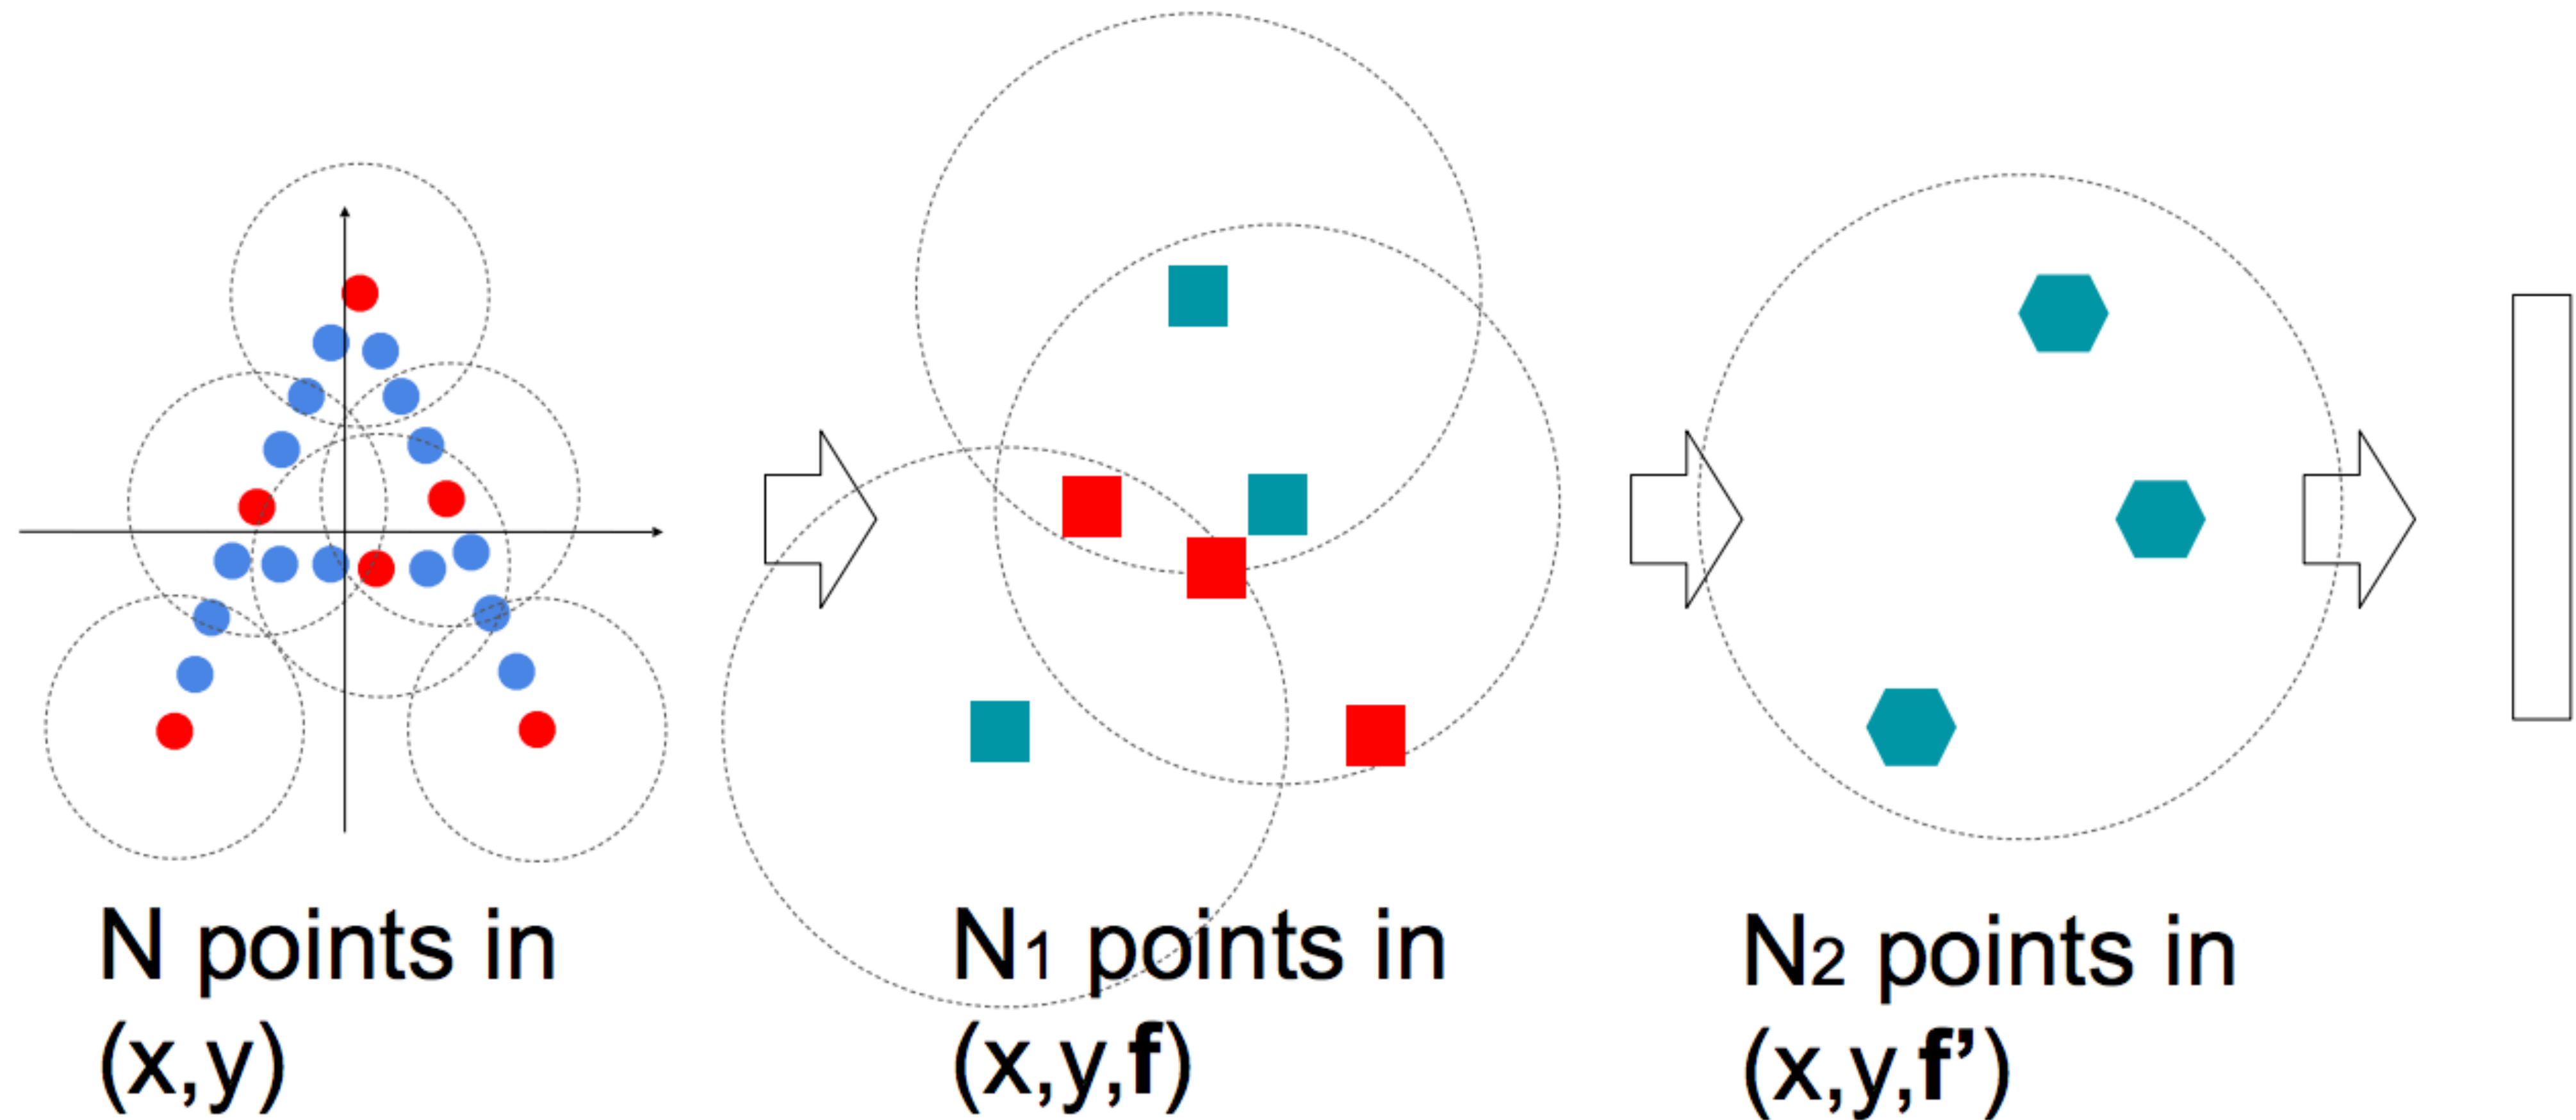 N points in
(x,y)
N1 points in
(x,y,f)
N2 points in
(x,y,f’)